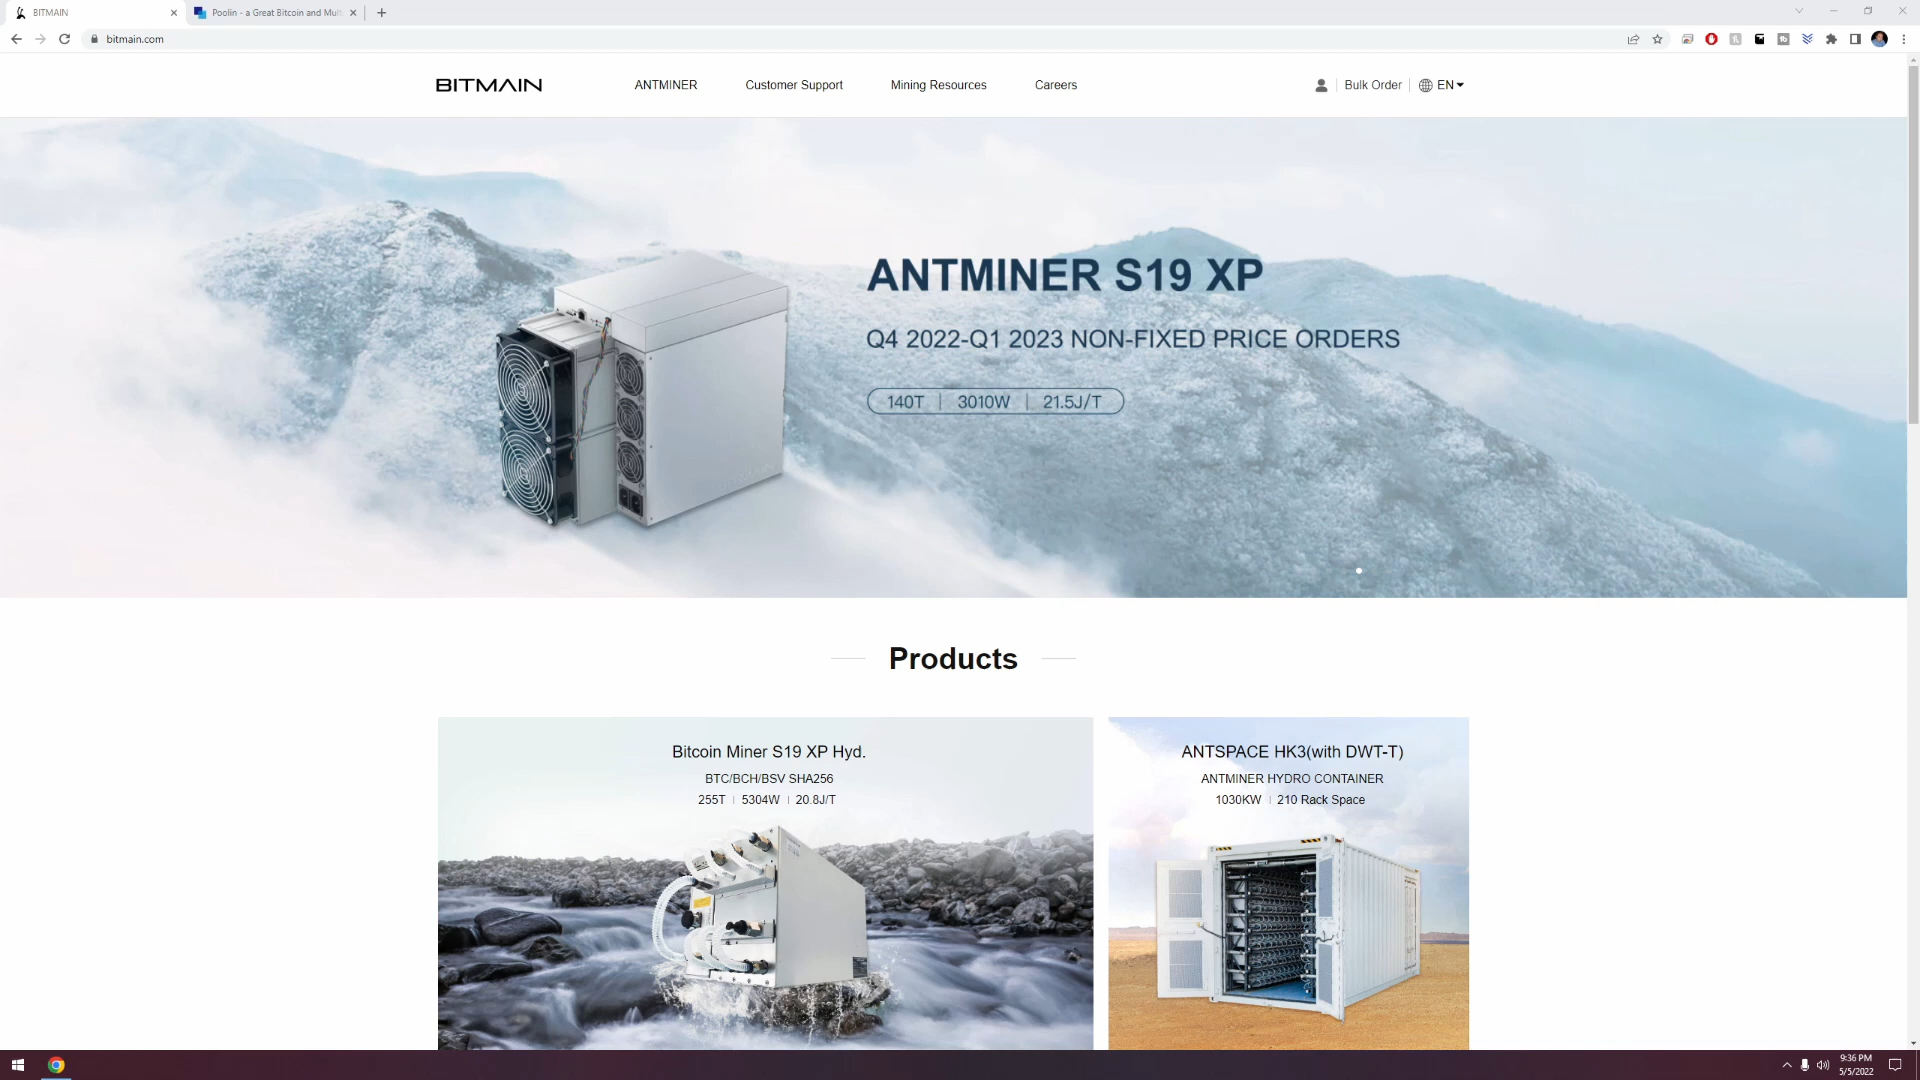 BITMAIN
Poolin - a Great Bitcoin and Mult
bitmain.com
BITMAIN
ANTMINER
Customer Support
Mining Resources
Careers
Bulk Order
EN
ANTMINER S19 XP
Q4 2022-Q1 2023 NON-FIXED PRICE ORDERS
140T | 3010W | 21.5J/T
Products
Bitcoin Miner S19 XP Hyd.
BTC/BCH/BSV SHA256
255T | 5304W | 20.8J/T
ANTSPACE HK3(with DWT-T)
ANTMINER HYDRO CONTAINER
1030KW | 210 Rack Space
9:36 PM
5/5/2022